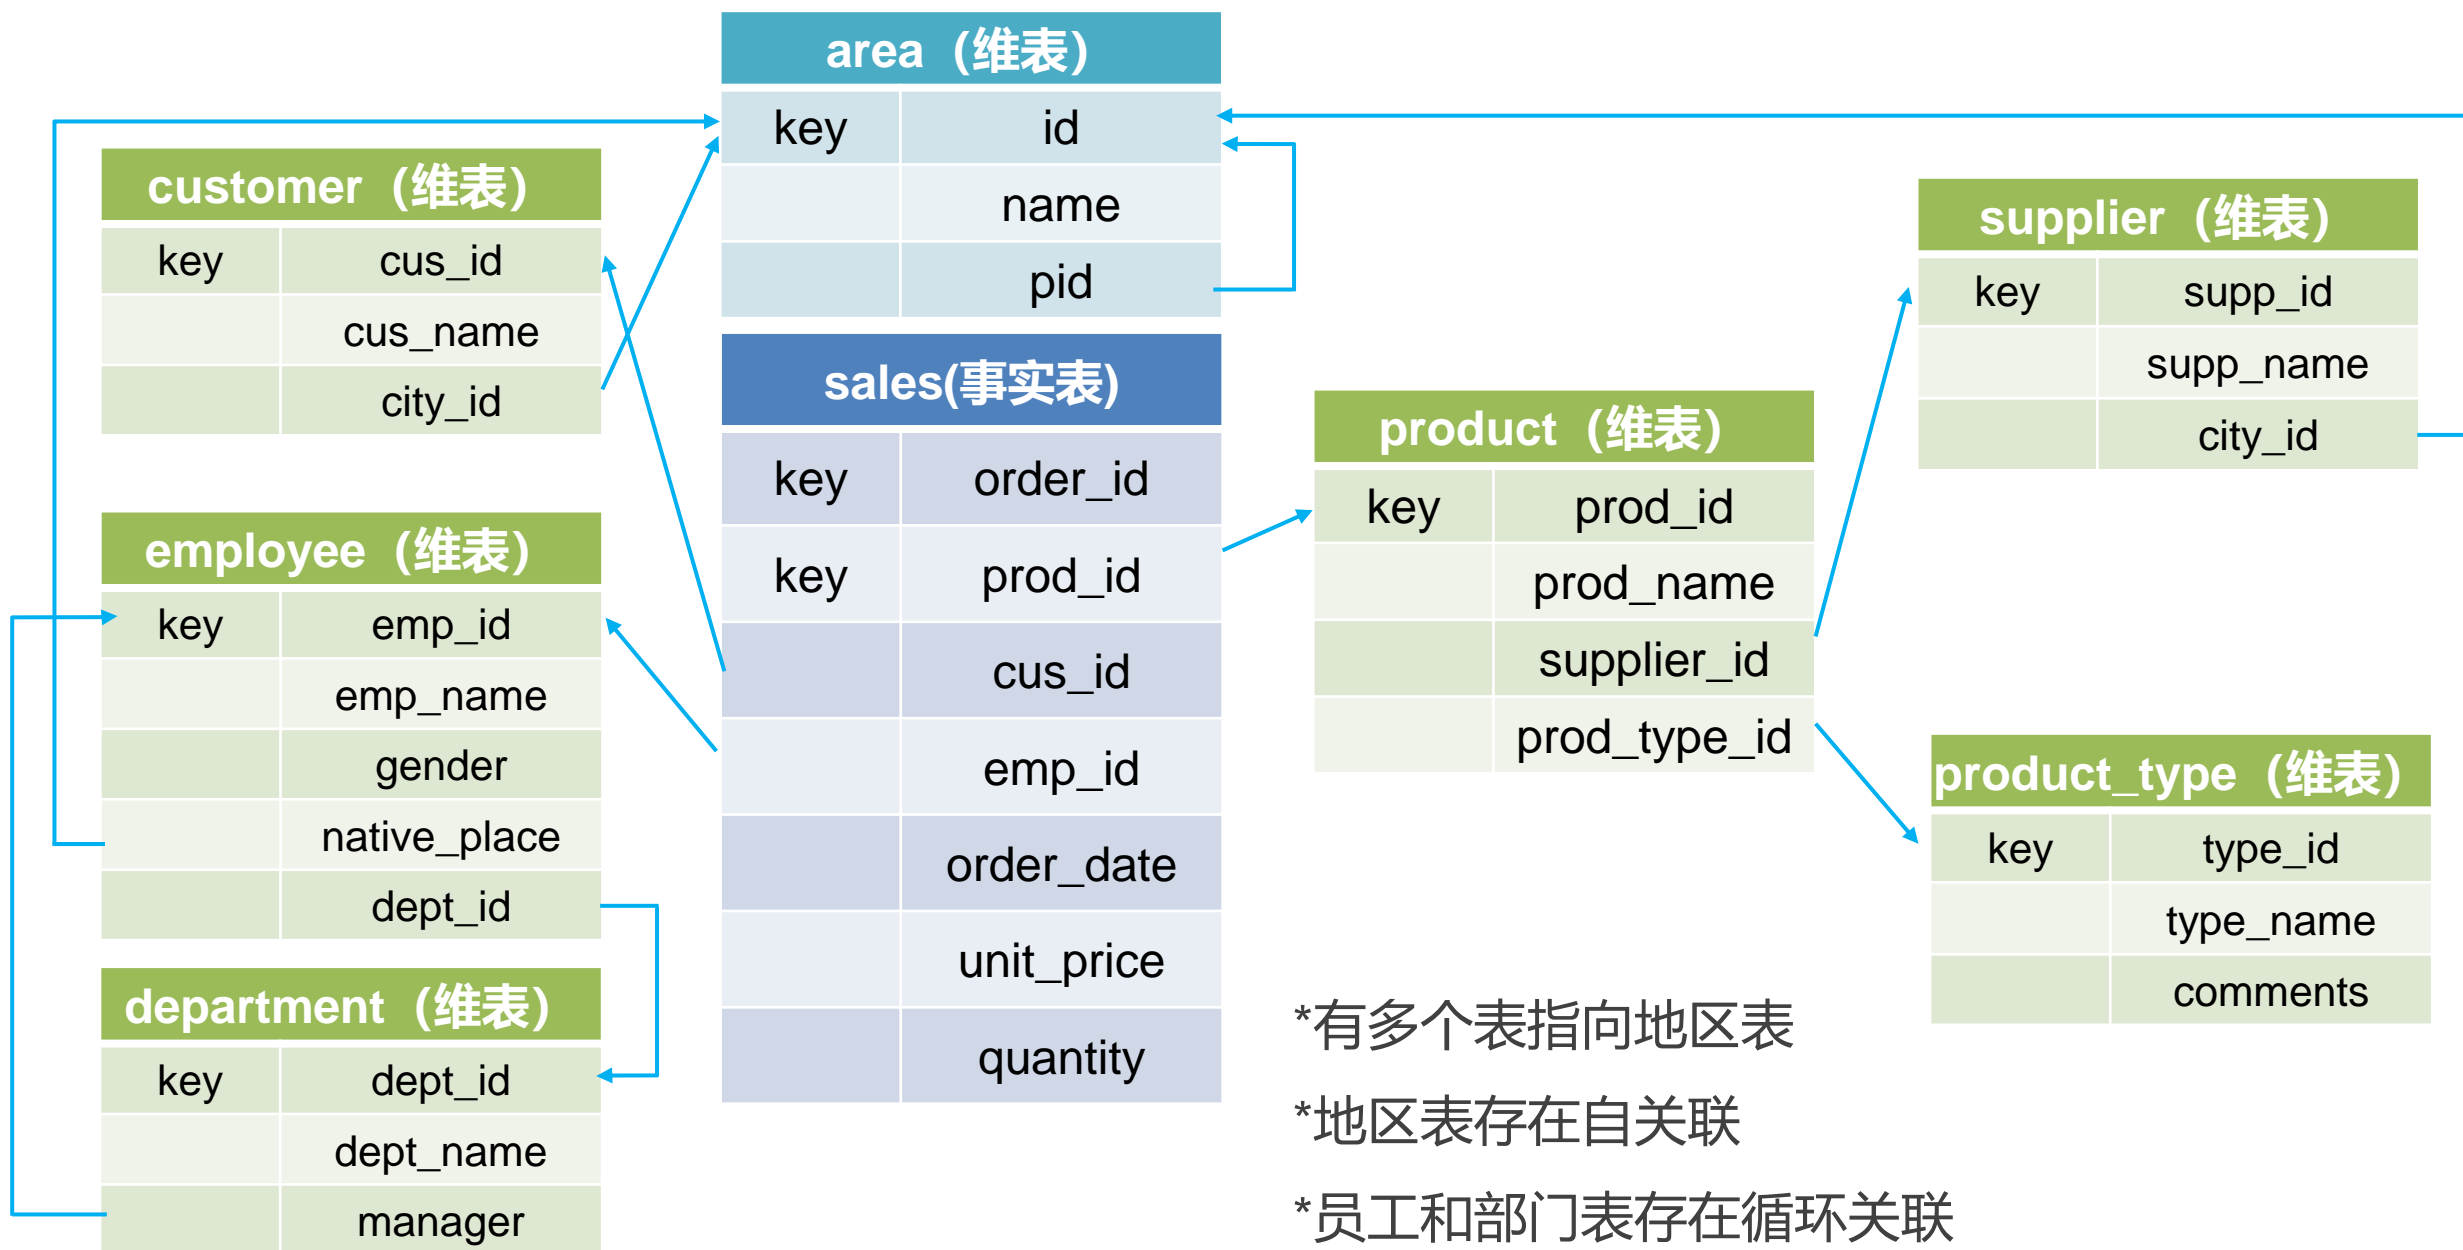 area（维表）
key id
name
pid
customer（维表）
key cus_id
cus_name
city_id
employee（维表）
key emp_id
emp_name
gender
native_place
dept_id
department（维表）
key dept_id
dept_name
manager
sales(事实表)
key order_id
key prod_id
cus_id
emp_id
order_date
unit_price
quantity
product（维表）
key prod_id
prod_name
supplier_id
prod_type_id
supplier（维表）
key supp_id
supp_name
city_id
product_type（维表）
key type_id
type_name
comments
*有多个表指向地区表
*地区表存在自关联
*员工和部门表存在循环关联